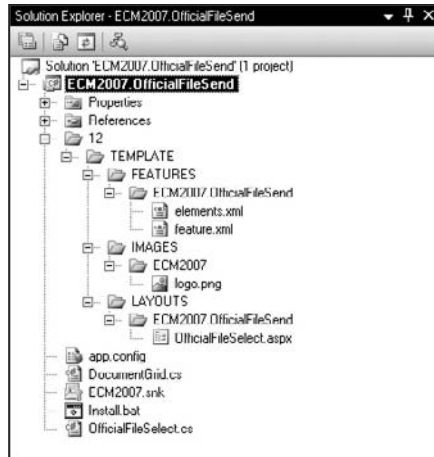 Solution Explorer - ECM2007.OfficialFileSend
Solution 'ECM2007.OfficialFileSend' (1 project)
ECM2007.OfficialFileSend
Properties
References
12
TEMPLATE
FEATURES
ECM2007.OfficialFileSend
elements.xml
feature.xml
IMAGES
ECM2007
logo.png
LAYOUTS
ECM2007.OfficialFileSend
OfficialFileSelect.aspx
app.config
DocumentGrid.cs
ECM2007.snk
Install.bat
OfficialFileSelect.cs